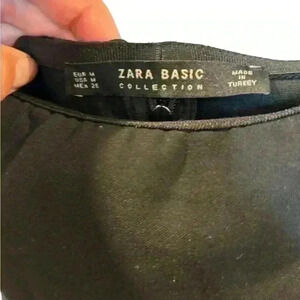 EUR M
USA M
MEX 28
ZARA BASIC
COLLECTION
MADE
IN
TURKEY